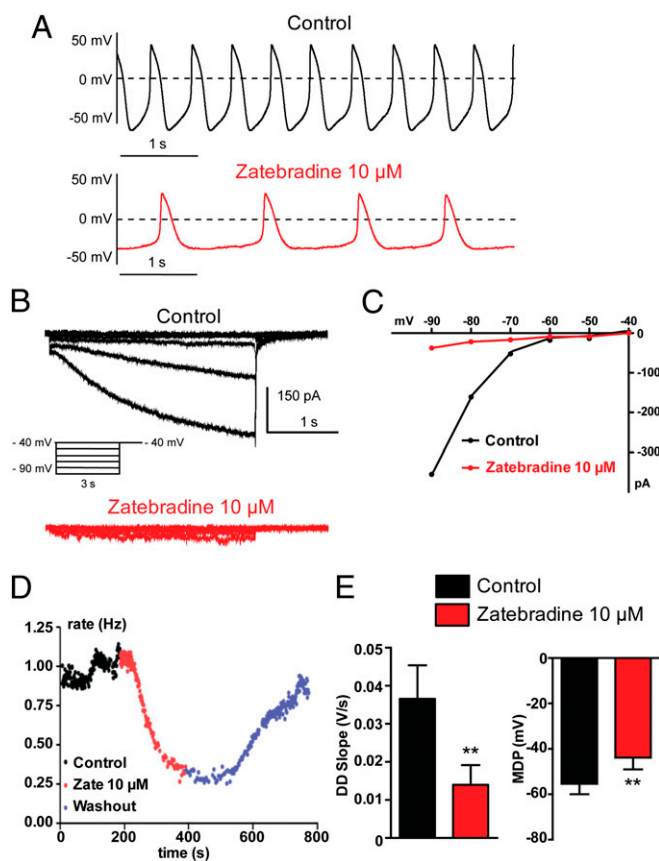 A
Control
50 mV
0 mV
-50 mV
1 s
Zatebradine 10 µM
50 mV
0 mV
-50 mV
1 s
B
Control
150 pA
1 s
- 40 mV
- 40 mV
- 90 mV
3 s
Zatebradine 10 µM
C
mV
-90 -80 -70 -60 -50 -40
0
-100
-200
-300
pA
Control
Zatebradine 10 µM
D
rate (Hz)
1.25
1.00
0.75
0.50
0.25
0.00
Control
Zate 10 µM
Washout
0 200 400 600 800
time (s)
E
Control
Zatebradine 10 µM
DD Slope (V/s)
0.05
0.04
0.03
0.02
0.01
0
**
MDP (mV)
0
-20
-40
-60
-80
**